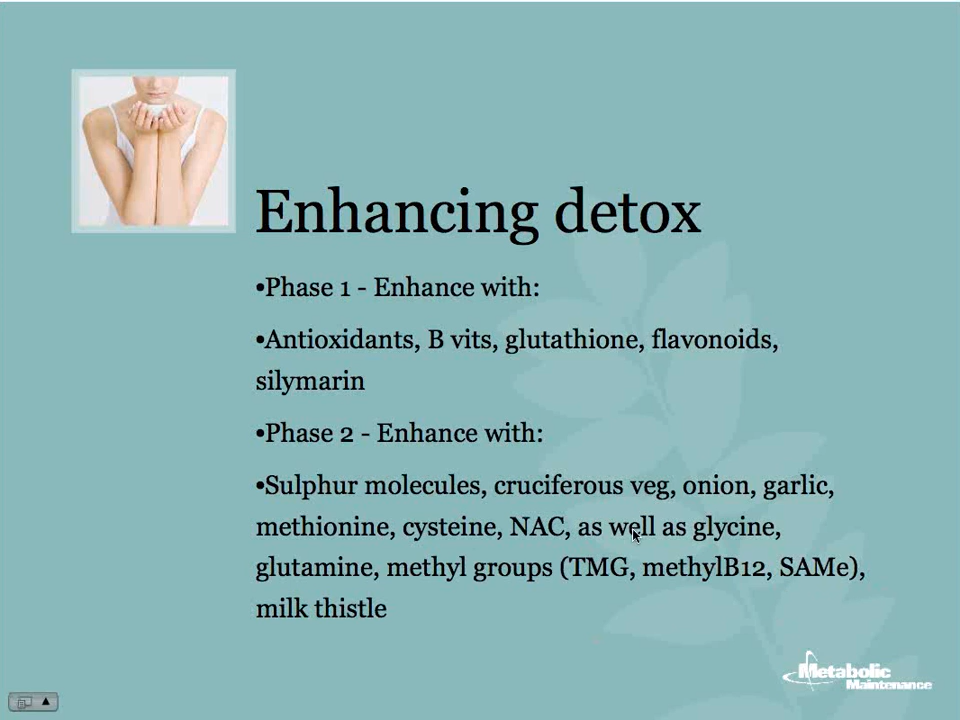 Enhancing detox
•Phase 1 - Enhance with:
•Antioxidants, B vits, glutathione, flavonoids,
silymarin
•Phase 2 - Enhance with:
•Sulphur molecules, cruciferous veg, onion, garlic,
methionine, cysteine, NAC, as well as glycine,
glutamine, methyl groups (TMG, methylB12, SAMe),
milk thistle
Metabolic
Maintenance